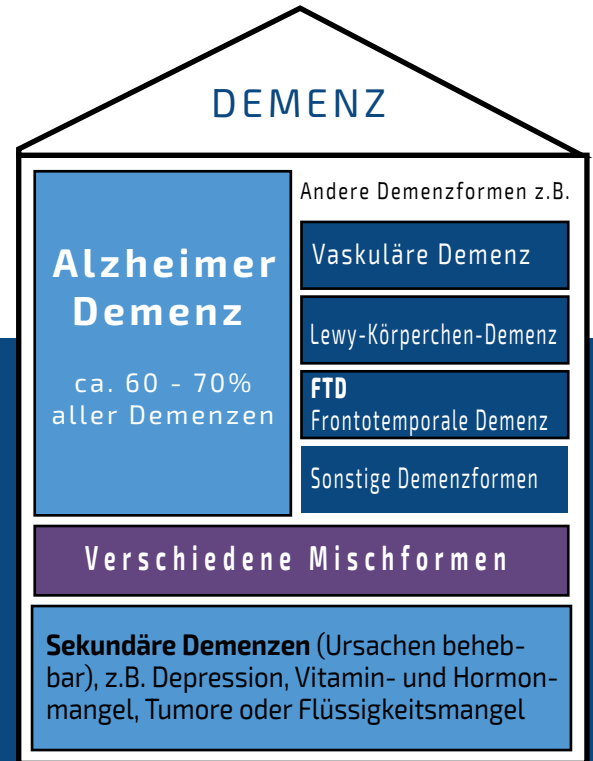 DEMENZ
Alzheimer
Demenz
ca. 60 - 70%
aller Demenzen
Andere Demenzformen z.B.
Vaskuläre Demenz
Lewy-Körperchen-Demenz
FTD
Frontotemporale Demenz
Sonstige Demenzformen
Verschiedene Mischformen
Sekundäre Demenzen (Ursachen beheb-
bar), z.B. Depression, Vitamin- und Hormon-
mangel, Tumore oder Flüssigkeitsmangel